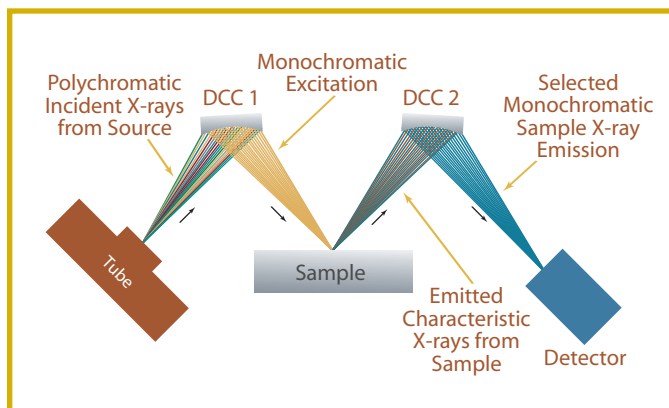 Polychromatic
Incident X-rays
from Source
DCC 1
Monochromatic
Excitation
DCC 2
Selected
Monochromatic
Sample X-ray
Emission
Tube
Sample
Emitted
Characteristic
X-rays from
Sample
Detector